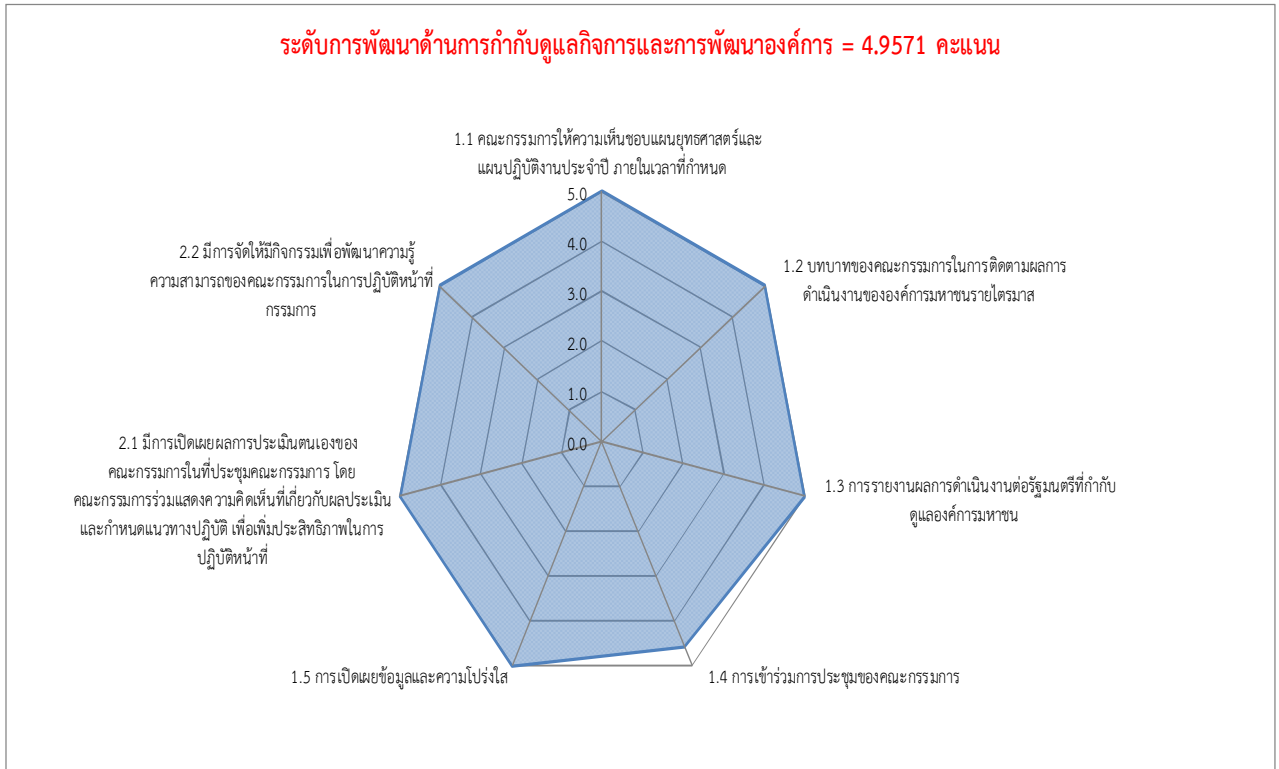 ระดับการพัฒนาด้านการกำกับดูแลกิจการและการพัฒนาองค์การ = 4.9571 คะแนน
1.1 คณะกรรมการให้ความเห็นชอบแผนยุทธศาสตร์และ
แผนปฏิบัติงานประจำปี ภายในเวลาที่กำหนด
5.0
4.0
3.0
2.0
1.0
0.0
1.2 บทบาทของคณะกรรมการในการติดตามผลการ
ดำเนินงานขององค์การมหาชนรายไตรมาส
1.3 การรายงานผลการดำเนินงานต่อรัฐมนตรีที่กำกับ
ดูแลองค์การมหาชน
1.4 การเข้าร่วมการประชุมของคณะกรรมการ
1.5 การเปิดเผยข้อมูลและความโปร่งใส
2.1 มีการเปิดเผยผลการประเมินตนเองของ
คณะกรรมการในที่ประชุมคณะกรรมการ โดย
คณะกรรมการร่วมแสดงความคิดเห็นที่เกี่ยวกับผลประเมิน
และกำหนดแนวทางปฏิบัติ เพื่อเพิ่มประสิทธิภาพในการ
ปฏิบัติหน้าที่
2.2 มีการจัดให้มีกิจกรรมเพื่อพัฒนาความรู้
ความสามารถของคณะกรรมการในการปฏิบัติหน้าที่
กรรมการ